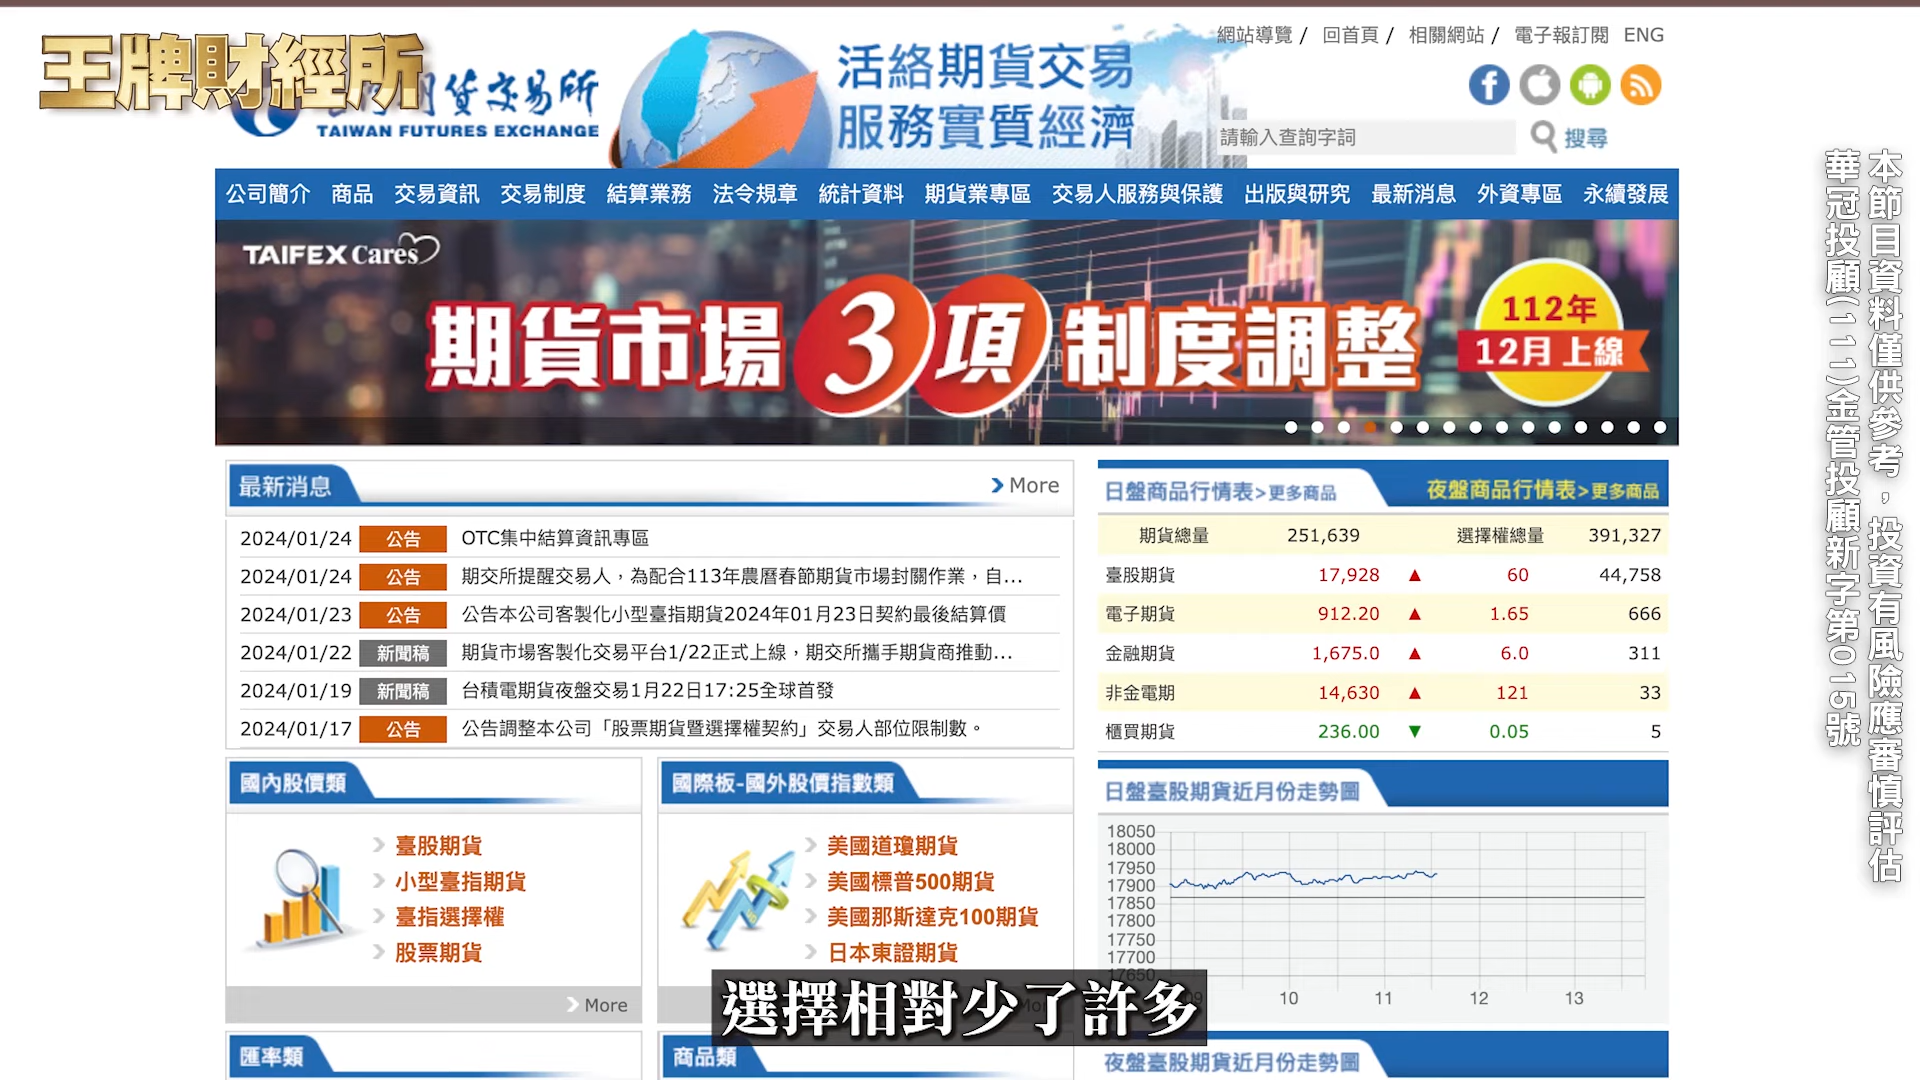 王牌財經所
期貨交易所
TAIWAN FUTURES EXCHANGE
活絡期貨交易
服務實質經濟
網站導覽 / 回首頁 / 相關網站 / 電子報訂閱 ENG
請輸入查詢字詞
搜尋
公司簡介 商品 交易資訊 交易制度 結算業務 法令規章 統計資料 期貨業專區 交易人服務與保護 出版與研究 最新消息 外資專區 永續發展
TAIFEX Cares
期貨市場3項制度調整
112年
12月上線
最新消息
More
2024/01/24 公告 OTC集中結算資訊專區
2024/01/24 公告 期交所提醒交易人，為配合113年農曆春節期貨市場封關作業，自...
2024/01/23 公告 公告本公司客製化小型臺指期貨2024年01月23日契約最後結算價
2024/01/22 新聞稿 期貨市場客製化交易平台1/22正式上線，期交所攜手期貨商推動...
2024/01/19 新聞稿 台積電期貨夜盤交易1月22日17:25全球首發
2024/01/17 公告 公告調整本公司「股票期貨暨選擇權契約」交易人部位限制數。
日盤商品行情表>更多商品
夜盤商品行情表>更多商品
期貨總量 251,639 選擇權總量 391,327
臺股期貨 17,928 ▲ 60 44,758
電子期貨 912.20 ▲ 1.65 666
金融期貨 1,675.0 ▲ 6.0 311
非金電期 14,630 ▲ 121 33
櫃買期貨 236.00 ▼ 0.05 5
國內股價類
臺股期貨
小型臺指期貨
臺指選擇權
股票期貨
More
國際板-國外股價指數類
美國道瓊期貨
美國標普500期貨
美國那斯達克100期貨
日本東證期貨
日盤臺股期貨近月份走勢圖
18050
18000
17950
17900
17850
17800
17750
17700
17650
09 10 11 12 13
匯率類
商品類
夜盤臺股期貨近月份走勢圖
選擇相對少了許多
本節目資料僅供參考，投資有風險應審慎評估
華冠投顧(111)金管投顧新字第015號